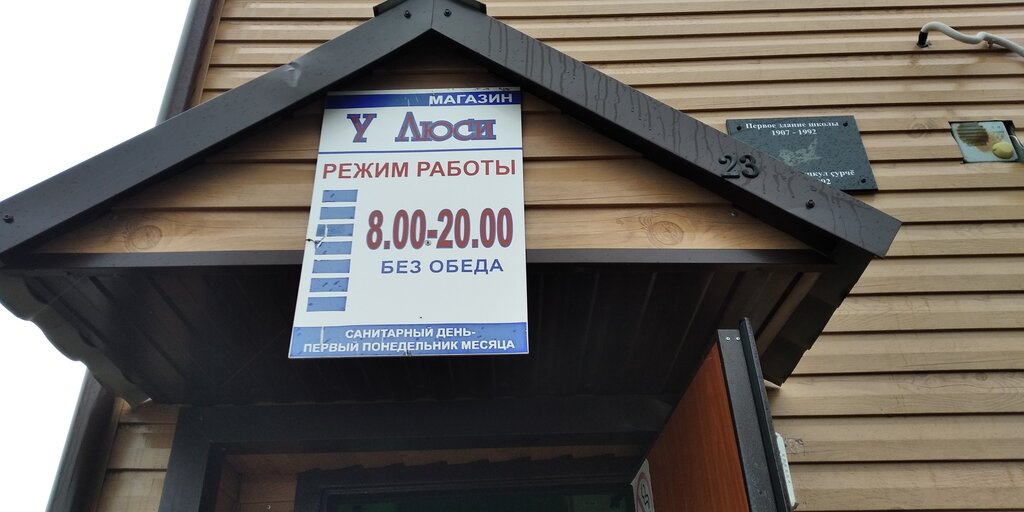 МАГАЗИН
У Люси
РЕЖИМ РАБОТЫ
8.00-20.00
БЕЗ ОБЕДА
САНИТАРНЫЙ ДЕНЬ-
ПЕРВЫЙ ПОНЕДЕЛЬНИК МЕСЯЦА
23
Первое здание школы
1907 - 1992
ҫурчӗ